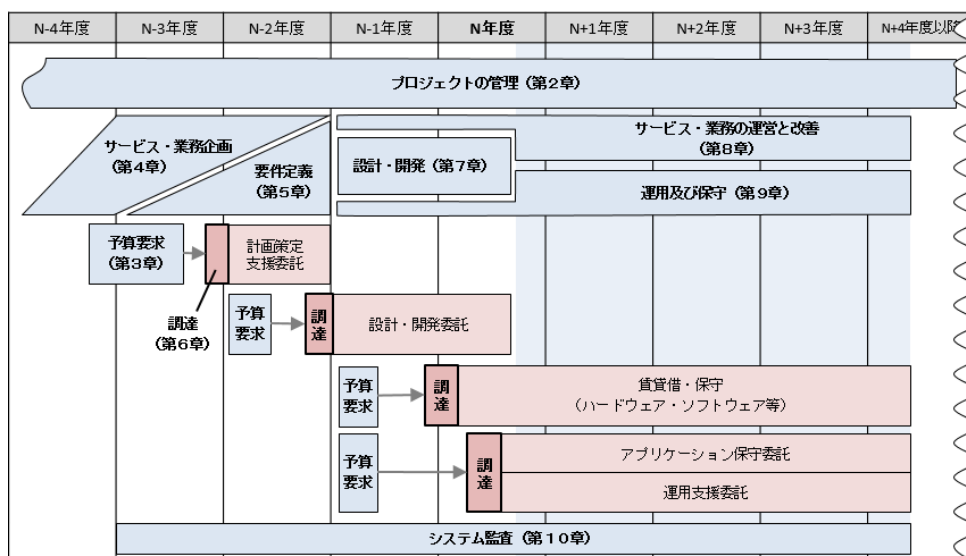 N-4年度
N-3年度
N-2年度
N-1年度
N年度
N+1年度
N+2年度
N+3年度
N+4年度以降
プロジェクトの管理(第2章)
サービス・業務企画
(第4章)
要件定義
(第5章)
設計・開発(第7章)
サービス・業務の運営と改善
(第8章)
運用及び保守(第9章)
予算要求
(第3章)
計画策定
支援委託
調達
(第6章)
予算
要求
調
達
設計・開発委託
予算
要求
調
達
賃貸借・保守
(ハードウェア・ソフトウェア等)
予算
要求
調
達
アプリケーション保守委託
運用支援委託
システム監査(第10章)